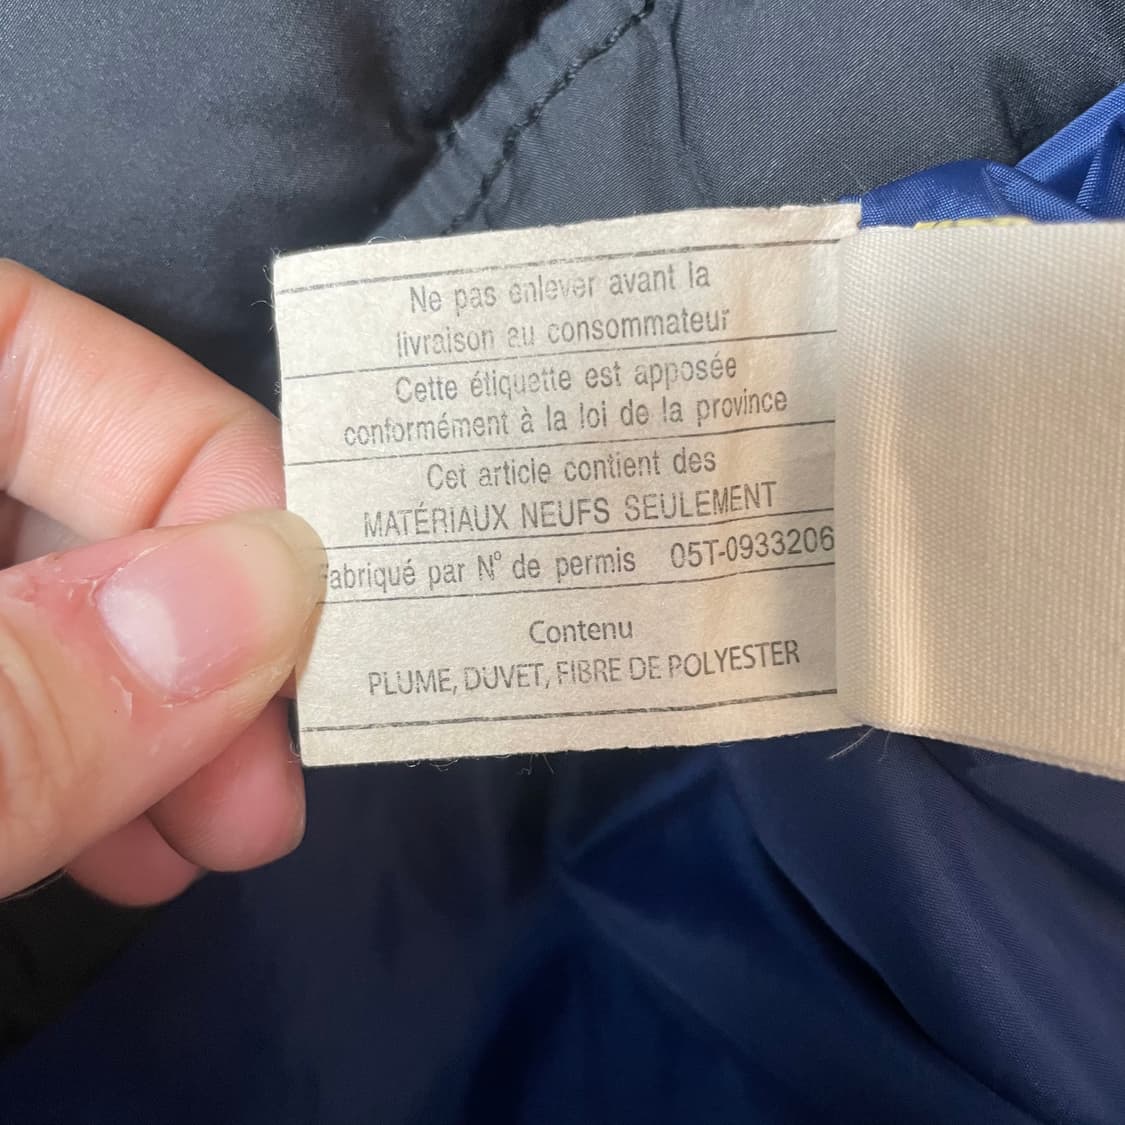 Ne pas enlever avant la
livraison au consommateur
Cette étiquette est apposée
conformément à la loi de la province
Cet article contient des
MATÉRIAUX NEUFS SEULEMENT
Fabriqué par N° de permis 05T-0933206
Contenu
PLUME, DUVET, FIBRE DE POLYESTER